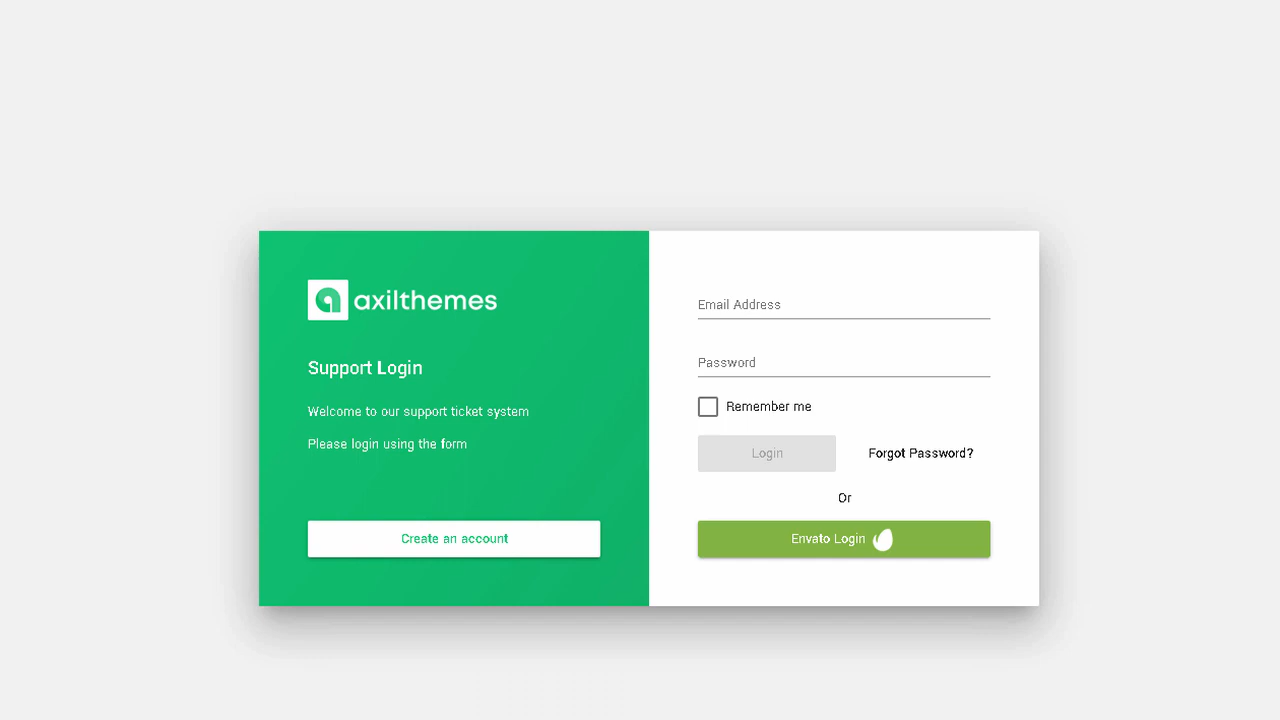 axilthemes
Support Login
Welcome to our support ticket system
Please login using the form
Create an account
Email Address
Password
Remember me
Login
Forgot Password?
Or
Envato Login